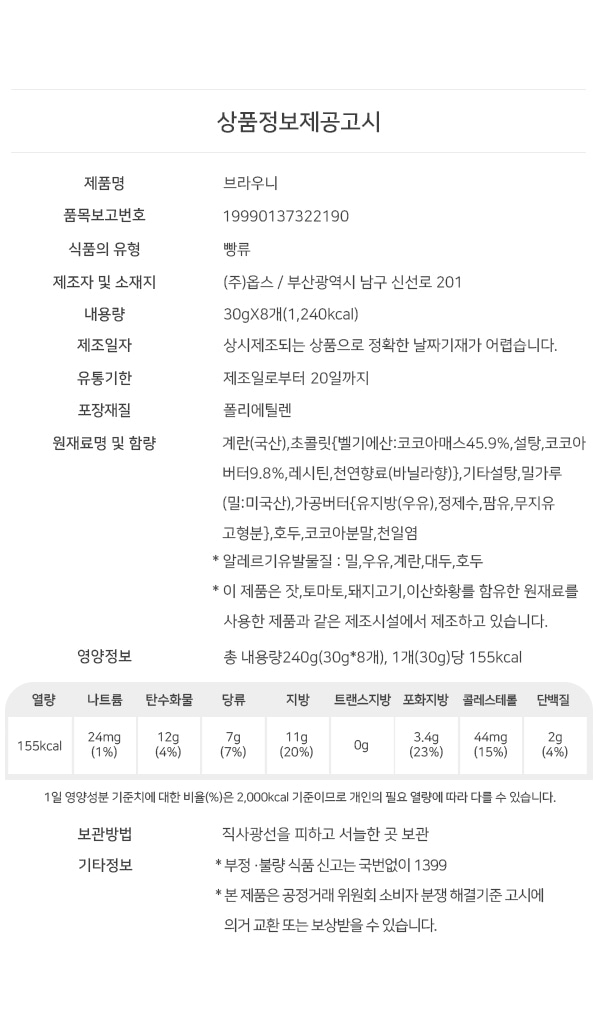 상품정보제공고시
제품명 브라우니
품목보고번호 19990137322190
식품의 유형 빵류
제조자 및 소재지 (주)옵스 / 부산광역시 남구 신선로 201
내용량 30gX8개(1,240kcal)
제조일자 상시제조되는 상품으로 정확한 날짜기재가 어렵습니다.
유통기한 제조일로부터 20일까지
포장재질 폴리에틸렌
원재료명 및 함량 계란(국산),초콜릿{벨기에산:코코아매스45.9%,설탕,코코아
버터9.8%,레시틴,천연향료(바닐라향)},기타설탕,밀가루
(밀:미국산),가공버터{유지방(우유),정제수,팜유,무지유
고형분},호두,코코아분말,천일염
* 알레르기유발물질 : 밀,우유,계란,대두,호두
* 이 제품은 잣,토마토,돼지고기,이산화황를 함유한 원재료를
사용한 제품과 같은 제조시설에서 제조하고 있습니다.
영양정보 총 내용량240g(30g*8개), 1개(30g)당 155kcal
열량 나트륨 탄수화물 당류 지방 트랜스지방 포화지방 콜레스테롤 단백질
155kcal 24mg 12g 7g 11g 0g 3.4g 44mg 2g
(1%) (4%) (7%) (20%) (23%) (15%) (4%)
1일 영양성분 기준치에 대한 비율(%)은 2,000kcal 기준이므로 개인의 필요 열량에 따라 다를 수 있습니다.
보관방법 직사광선을 피하고 서늘한 곳 보관
기타정보 * 부정 ·불량 식품 신고는 국번없이 1399
* 본 제품은 공정거래 위원회 소비자 분쟁 해결기준 고시에
의거 교환 또는 보상받을 수 있습니다.